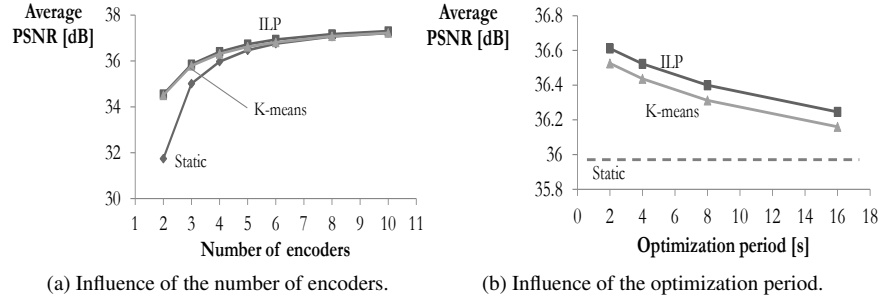 Average
PSNR [dB]
38
36
34
32
30
ILP
K-means
Static
1 2 3 4 5 6 7 8 9 10 11
Number of encoders
(a) Influence of the number of encoders.
Average
PSNR [dB]
36.8
36.6
36.4
36.2
36
35.8
ILP
K-means
Static
0 2 4 6 8 10 12 14 16 18
Optimization period [s]
(b) Influence of the optimization period.